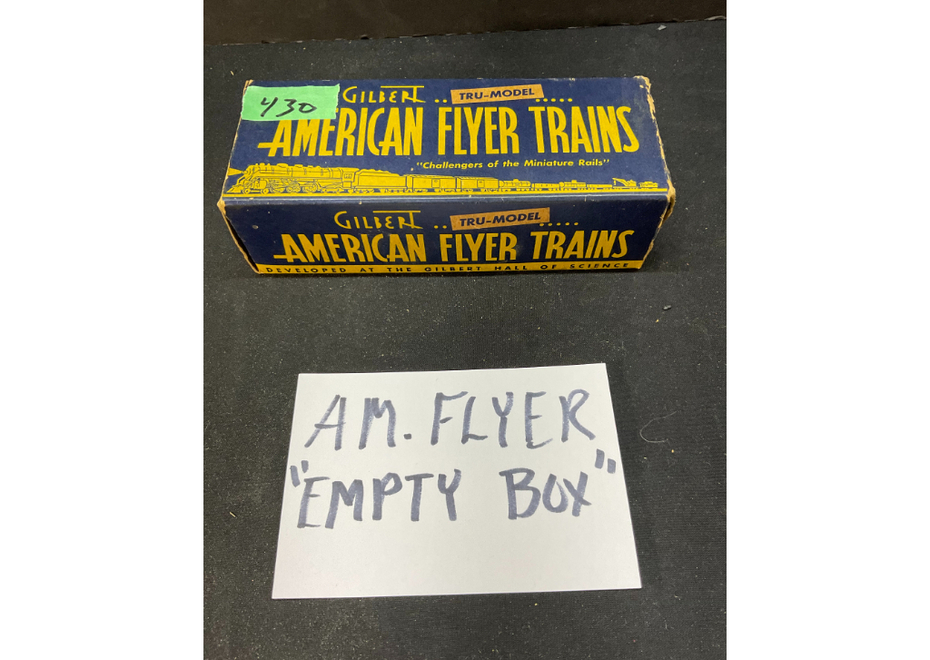 430
GILBERT .. TRU-MODEL .....
AMERICAN FLYER TRAINS
"Challengers of the Miniature Rails"
GILBERT .. TRU-MODEL .....
AMERICAN FLYER TRAINS
DEVELOPED AT THE GILBERT HALL OF SCIENCE
AM. FLYER
"EMPTY BOX"